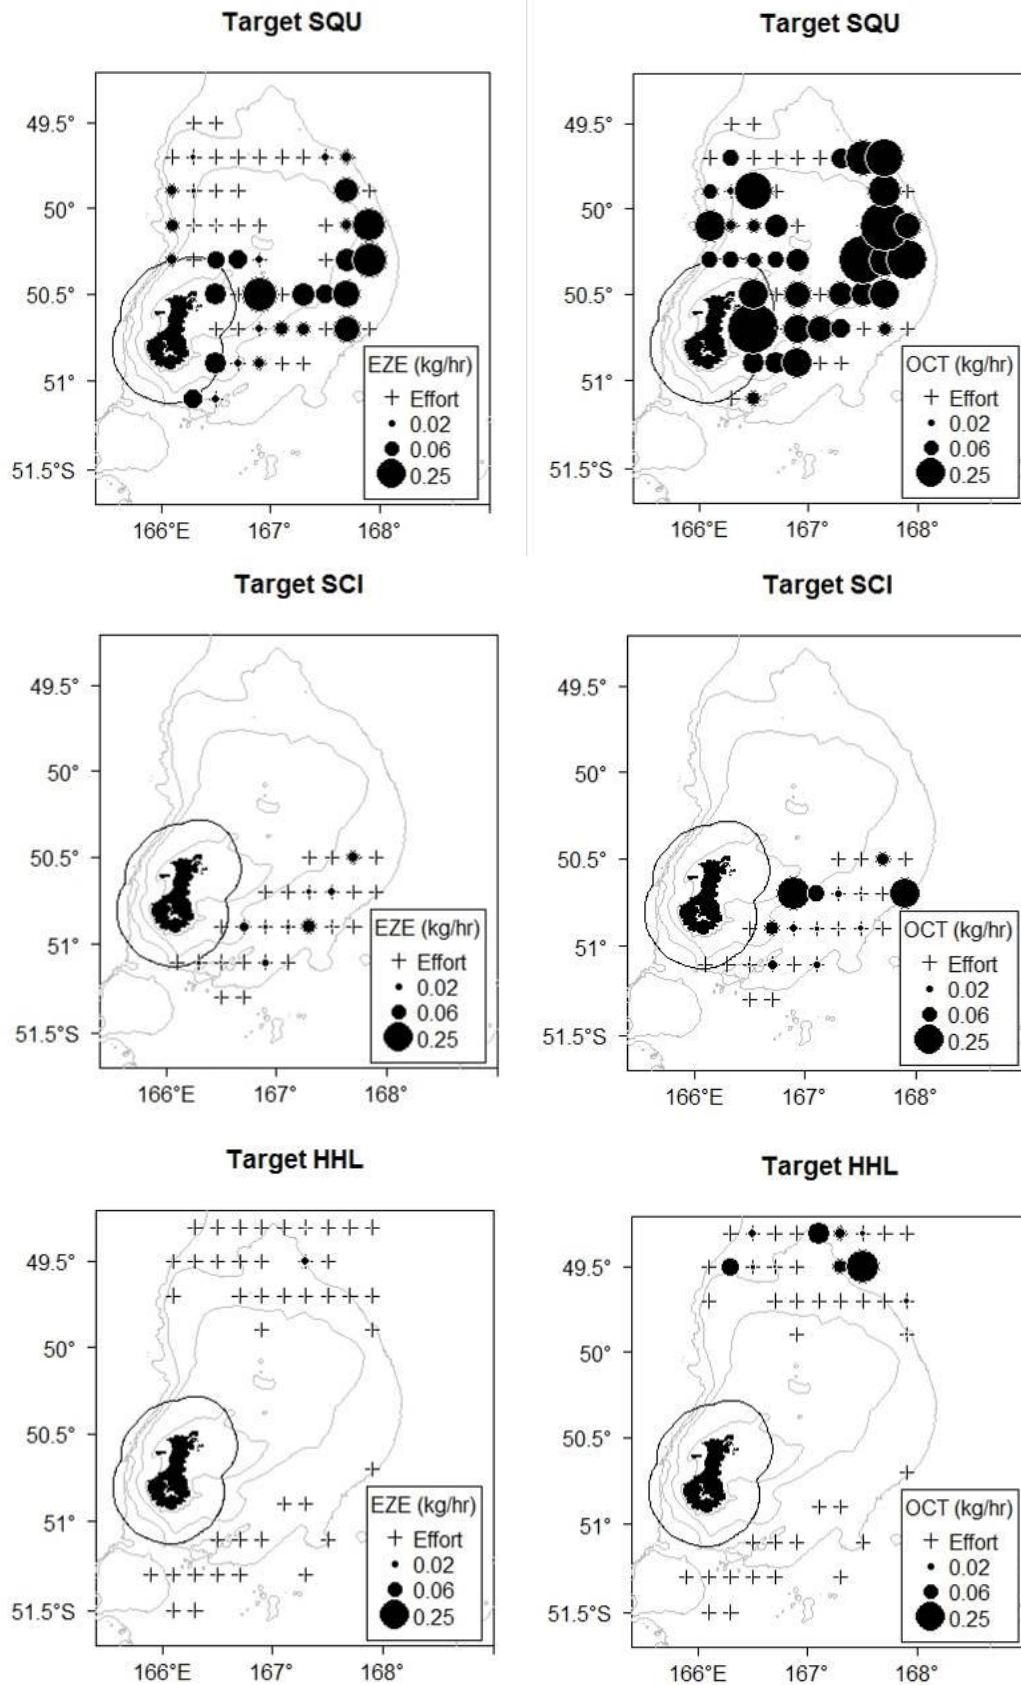 Target SQU
49.5°
50°
50.5°
51°
51.5°S
166°E
167°
168°
EZE (kg/hr)
Effort
0.02
0.06
0.25
Target SQU
49.5°
50°
50.5°
51°
51.5°S
166°E
167°
168°
OCT (kg/hr)
Effort
0.02
0.06
0.25
Target SCI
49.5°
50°
50.5°
51°
51.5°S
166°E
167°
168°
EZE (kg/hr)
Effort
0.02
0.06
0.25
Target SCI
49.5°
50°
50.5°
51°
51.5°S
166°E
167°
168°
OCT (kg/hr)
Effort
0.02
0.06
0.25
Target HHL
49.5°
50°
50.5°
51°
51.5°S
166°E
167°
168°
EZE (kg/hr)
Effort
0.02
0.06
0.25
Target HHL
49.5°
50°
50.5°
51°
51.5°S
166°E
167°
168°
OCT (kg/hr)
Effort
0.02
0.06
0.25